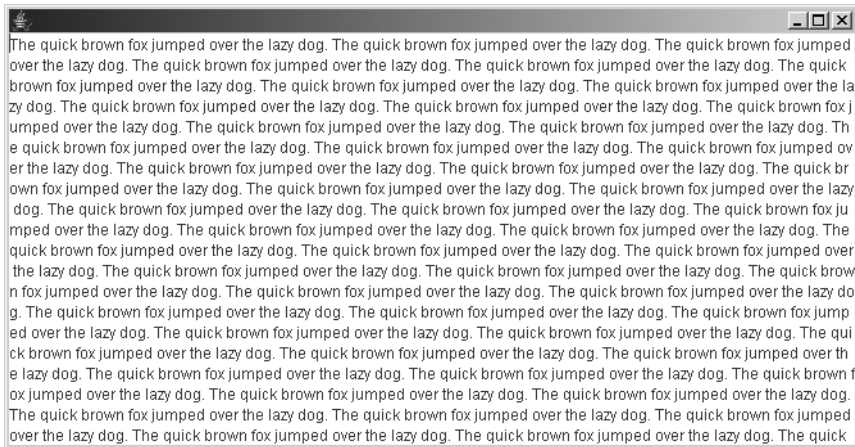 The quick brown fox jumped over the lazy dog. The quick brown fox jumped over the lazy dog. The quick brown fox jumped
over the lazy dog. The quick brown fox jumped over the lazy dog. The quick brown fox jumped over the lazy dog. The quick
brown fox jumped over the lazy dog. The quick brown fox jumped over the lazy dog. The quick brown fox jumped over the la
zy dog. The quick brown fox jumped over the lazy dog. The quick brown fox jumped over the lazy dog. The quick brown fox j
umped over the lazy dog. The quick brown fox jumped over the lazy dog. The quick brown fox jumped over the lazy dog. Th
e quick brown fox jumped over the lazy dog. The quick brown fox jumped over the lazy dog. The quick brown fox jumped ov
er the lazy dog. The quick brown fox jumped over the lazy dog. The quick brown fox jumped over the lazy dog. The quick br
own fox jumped over the lazy dog. The quick brown fox jumped over the lazy dog. The quick brown fox jumped over the lazy
dog. The quick brown fox jumped over the lazy dog. The quick brown fox jumped over the lazy dog. The quick brown fox ju
mped over the lazy dog. The quick brown fox jumped over the lazy dog. The quick brown fox jumped over the lazy dog. The
quick brown fox jumped over the lazy dog. The quick brown fox jumped over the lazy dog. The quick brown fox jumped over
the lazy dog. The quick brown fox jumped over the lazy dog. The quick brown fox jumped over the lazy dog. The quick brow
n fox jumped over the lazy dog. The quick brown fox jumped over the lazy dog. The quick brown fox jumped over the lazy do
g. The quick brown fox jumped over the lazy dog. The quick brown fox jumped over the lazy dog. The quick brown fox jump
ed over the lazy dog. The quick brown fox jumped over the lazy dog. The quick brown fox jumped over the lazy dog. The qui
ck brown fox jumped over the lazy dog. The quick brown fox jumped over the lazy dog. The quick brown fox jumped over th
e lazy dog. The quick brown fox jumped over the lazy dog. The quick brown fox jumped over the lazy dog. The quick brown f
ox jumped over the lazy dog. The quick brown fox jumped over the lazy dog. The quick brown fox jumped over the lazy dog.
The quick brown fox jumped over the lazy dog. The quick brown fox jumped over the lazy dog. The quick brown fox jumped
over the lazy dog. The quick brown fox jumped over the lazy dog. The quick brown fox jumped over the lazy dog. The quick